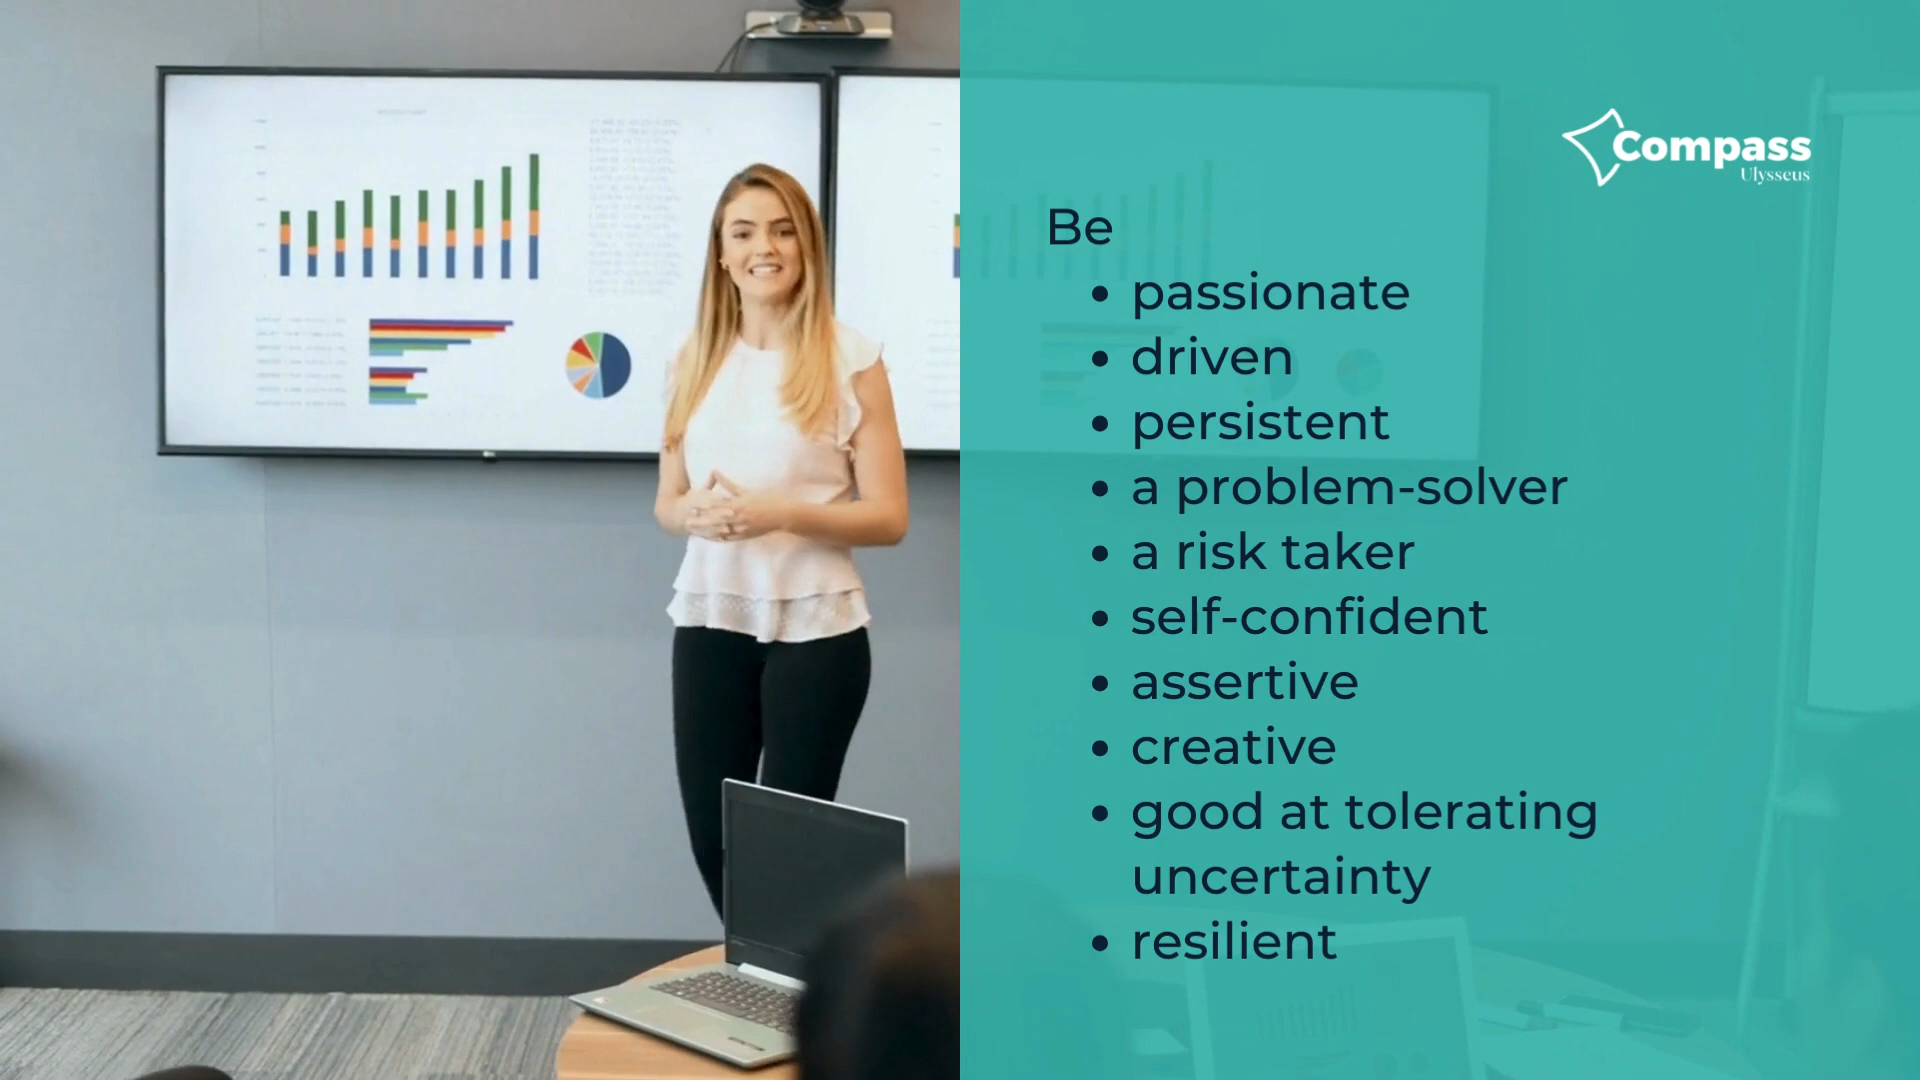 Compass
Ulysseus
Be
• passionate
• driven
• persistent
• a problem-solver
• a risk taker
• self-confident
• assertive
• creative
• good at tolerating
uncertainty
• resilient